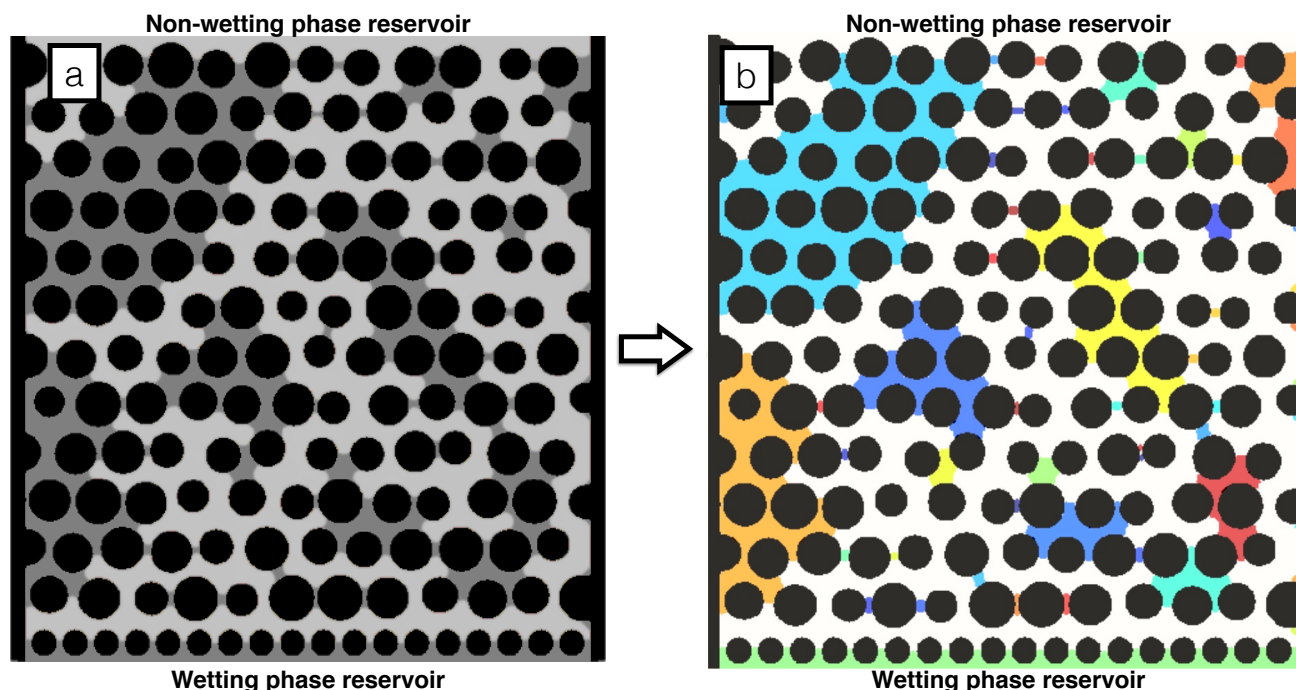 Non-wetting phase reservoir
Non-wetting phase reservoir
a
b
Wetting phase reservoir
Wetting phase reservoir